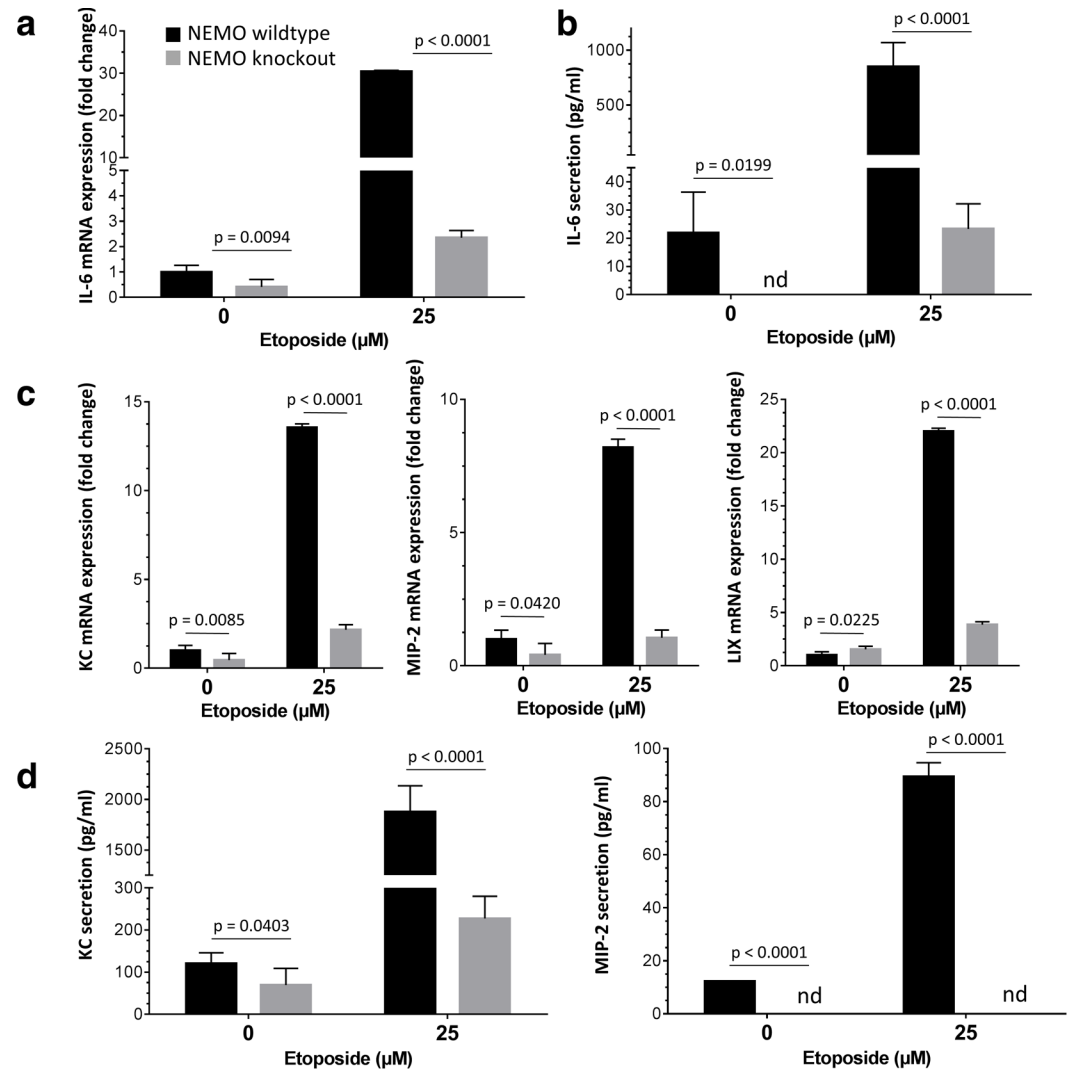 a
NEMO wildtype
NEMO knockout
IL-6 mRNA expression (fold change)
40
30
20
10
5
4
3
2
1
0
p = 0.0094
p < 0.0001
0
25
Etoposide (μM)
b
IL-6 secretion (pg/ml)
1000
500
40
30
20
10
0
p = 0.0199
nd
p < 0.0001
0
25
Etoposide (μM)
c
KC mRNA expression (fold change)
15
10
5
0
p = 0.0085
p < 0.0001
0
25
Etoposide (μM)
MIP-2 mRNA expression (fold change)
10
5
0
p = 0.0420
p < 0.0001
0
25
Etoposide (μM)
LIX mRNA expression (fold change)
25
20
15
10
5
0
p = 0.0225
p < 0.0001
0
25
Etoposide (μM)
d
KC secretion (pg/ml)
2500
2000
1500
300
200
100
0
p = 0.0403
p < 0.0001
0
25
Etoposide (μM)
MIP-2 secretion (pg/ml)
100
80
60
40
20
0
p < 0.0001
nd
p < 0.0001
nd
0
25
Etoposide (μM)